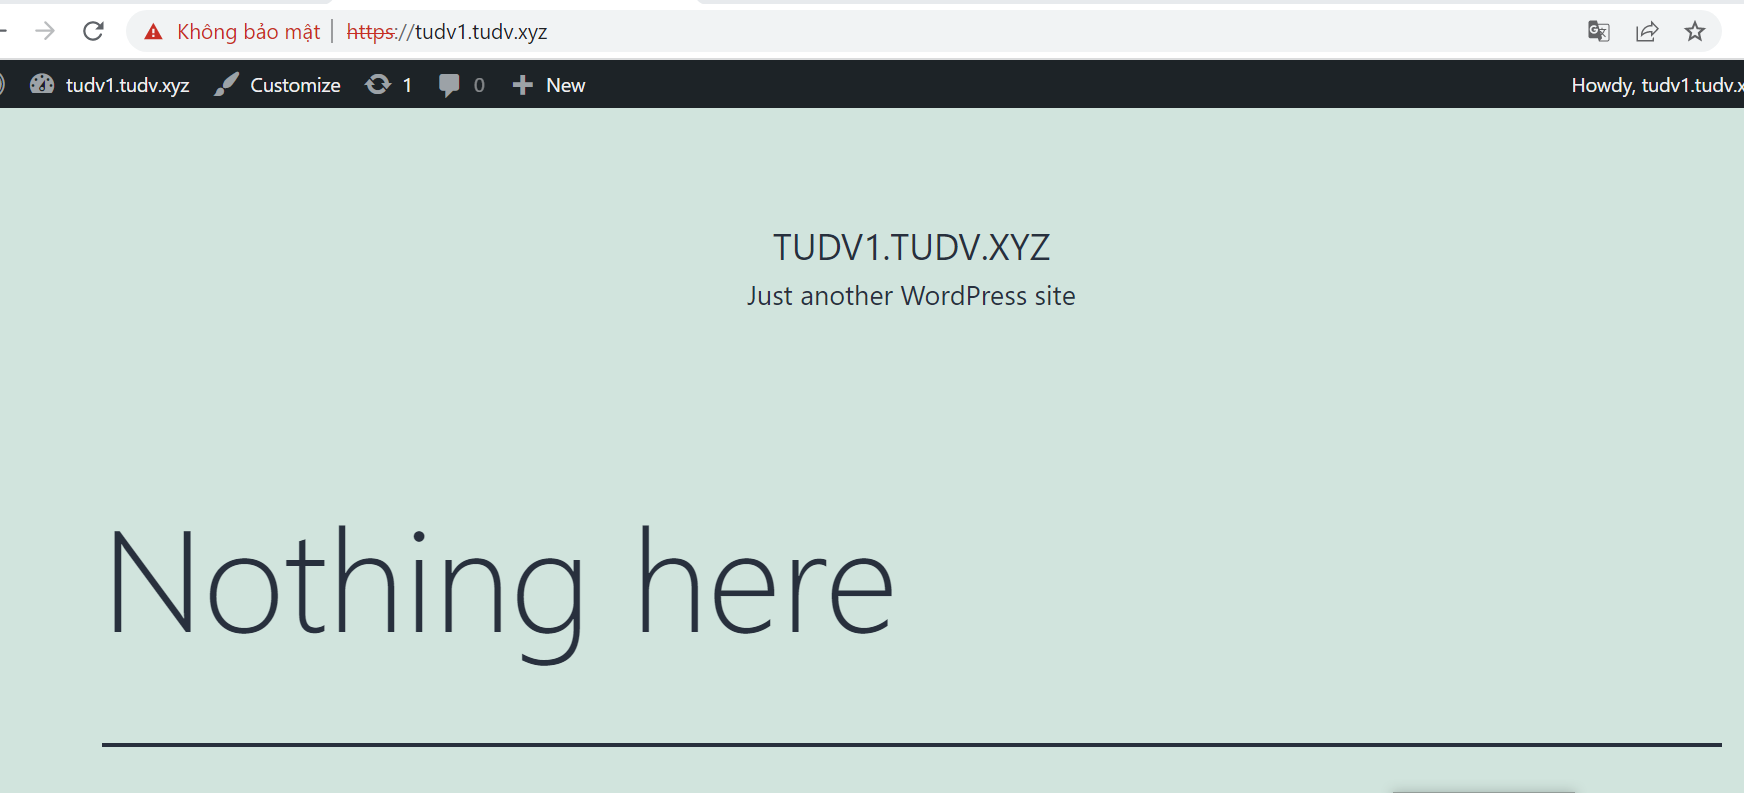 Không bảo mật https://tudv1.tudv.xyz
tudv1.tudv.xyz Customize 1 0 New Howdy, tudv1.tudv.x
TUDV1.TUDV.XYZ
Just another WordPress site
Nothing here